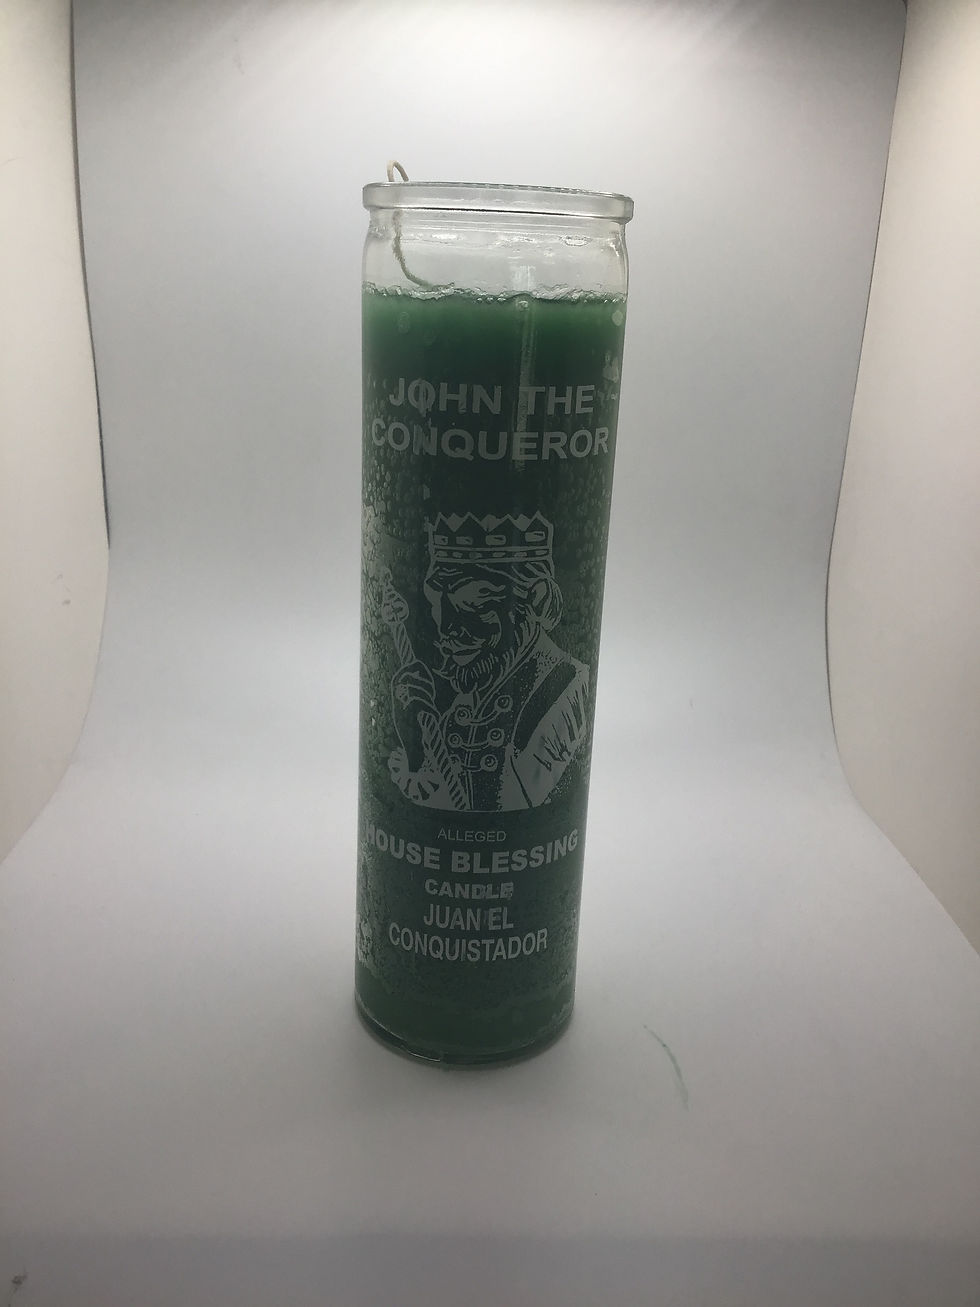 JOHN THE
CONQUEROR
ALLEGED
HOUSE BLESSING
CANDLE
JUAN EL
CONQUISTADOR